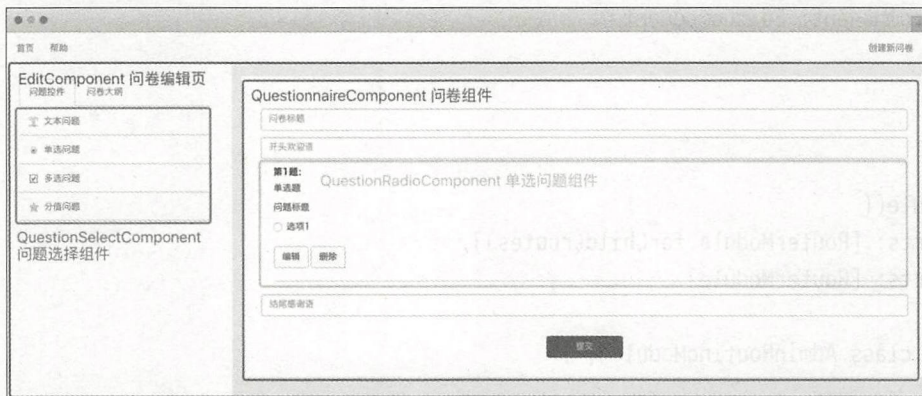 首页 帮助 创建新问卷
EditComponent 问卷编辑页
问题控件 问卷大纲
文本问题
单选问题
多选问题
分值问题
QuestionSelectComponent
问题选择组件
QuestionnaireComponent 问卷组件
问卷标题
开头欢迎语
第1题:
单选题
QuestionRadioComponent 单选问题组件
问题标题
选项1
编辑 删除
结尾感谢语
提交